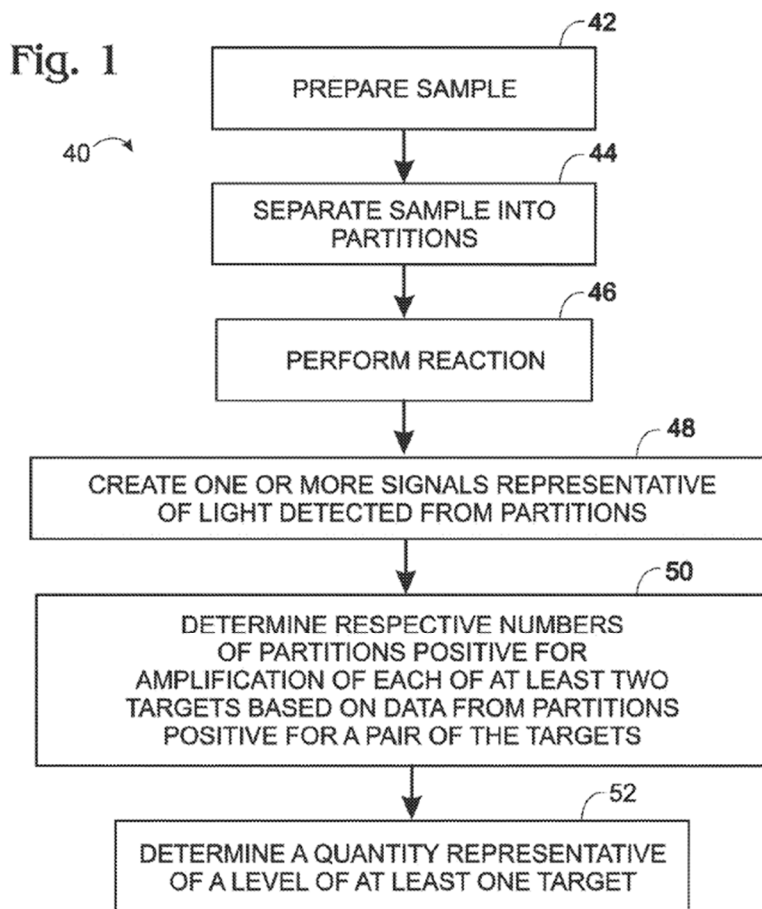 Fig. 1
40
42
PREPARE SAMPLE
44
SEPARATE SAMPLE INTO
PARTITIONS
46
PERFORM REACTION
48
CREATE ONE OR MORE SIGNALS REPRESENTATIVE
OF LIGHT DETECTED FROM PARTITIONS
50
DETERMINE RESPECTIVE NUMBERS
OF PARTITIONS POSITIVE FOR
AMPLIFICATION OF EACH OF AT LEAST TWO
TARGETS BASED ON DATA FROM PARTITIONS
POSITIVE FOR A PAIR OF THE TARGETS
52
DETERMINE A QUANTITY REPRESENTATIVE
OF A LEVEL OF AT LEAST ONE TARGET